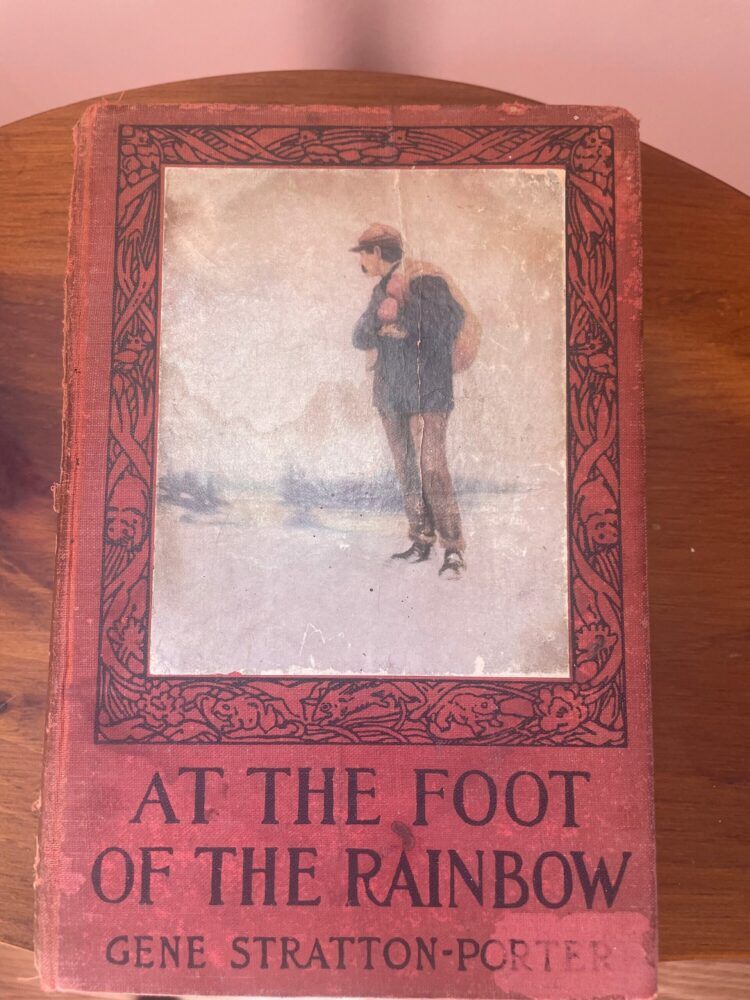 AT THE FOOT
OF THE RAINBOW
GENE STRATTON-PORTER